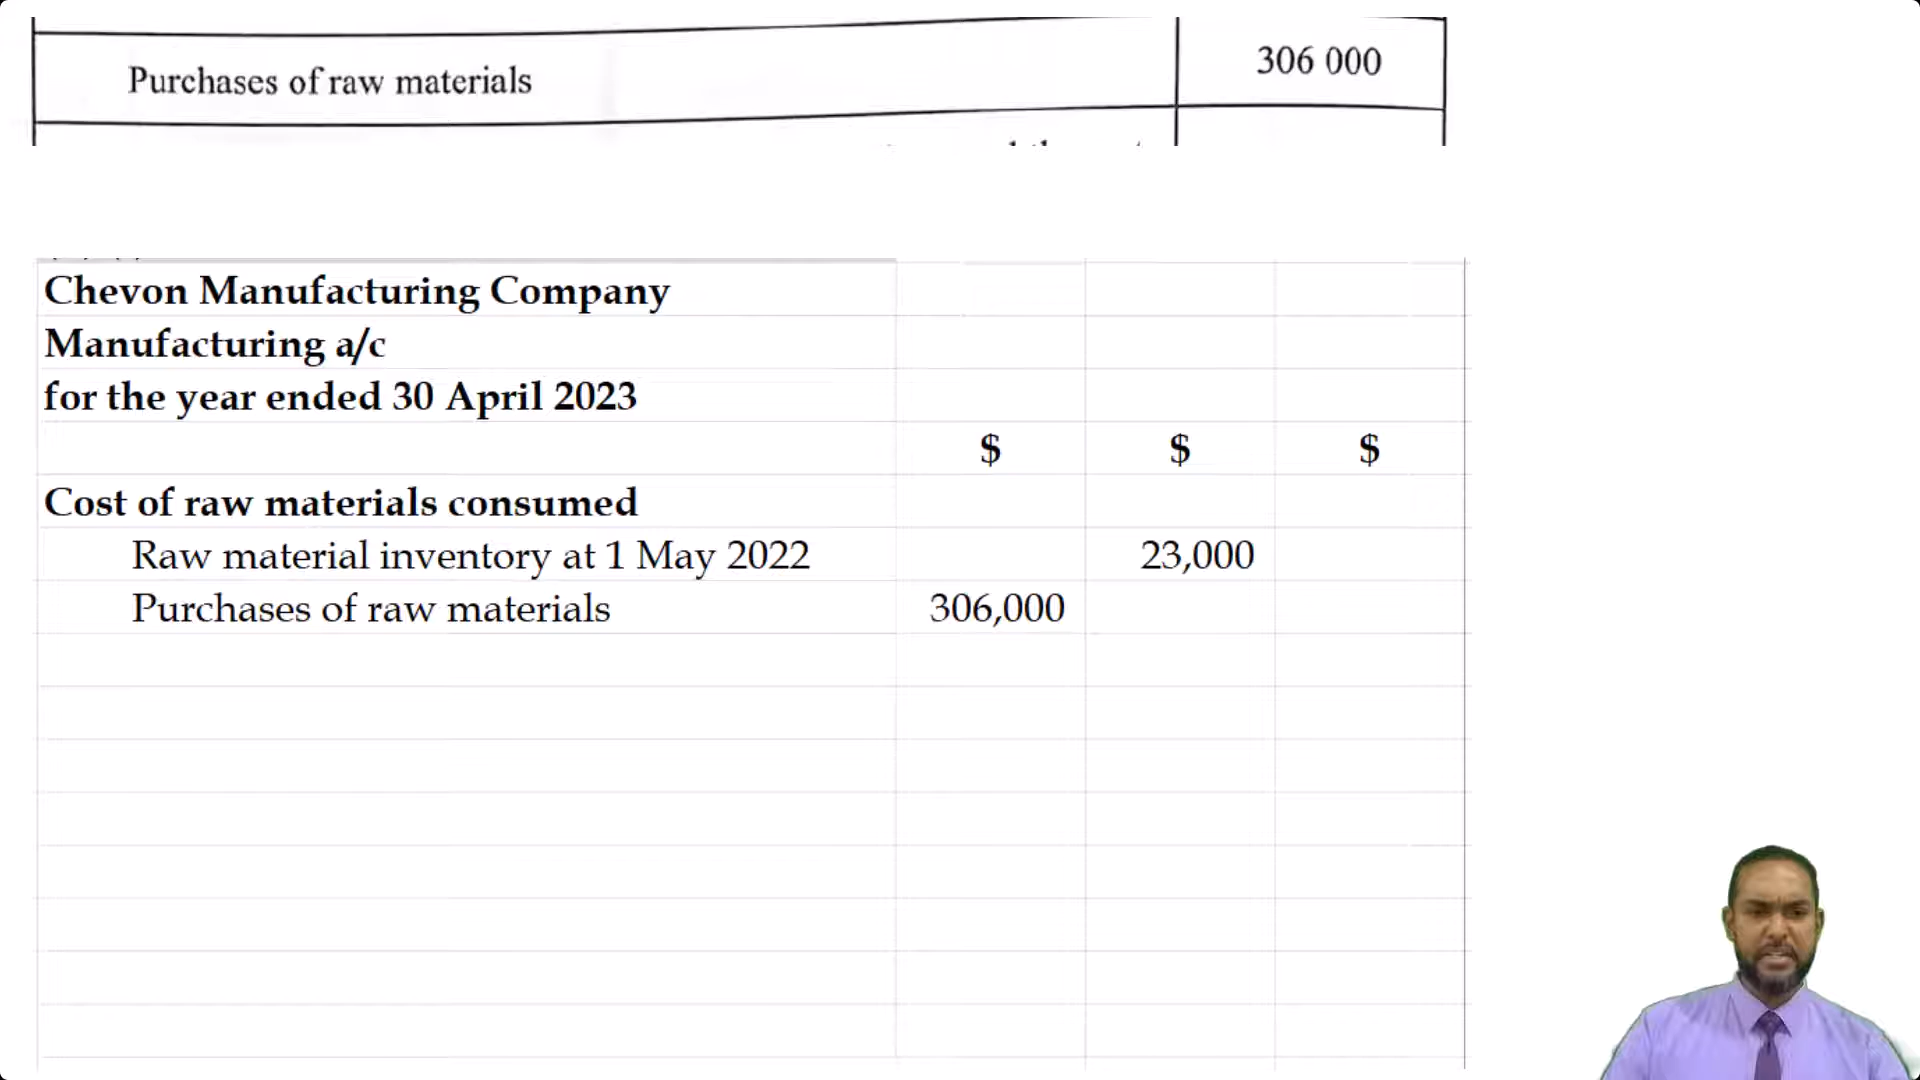 Purchases of raw materials 306 000
Chevon Manufacturing Company
Manufacturing a/c
for the year ended 30 April 2023
$ $ $
Cost of raw materials consumed
Raw material inventory at 1 May 2022 23,000
Purchases of raw materials 306,000